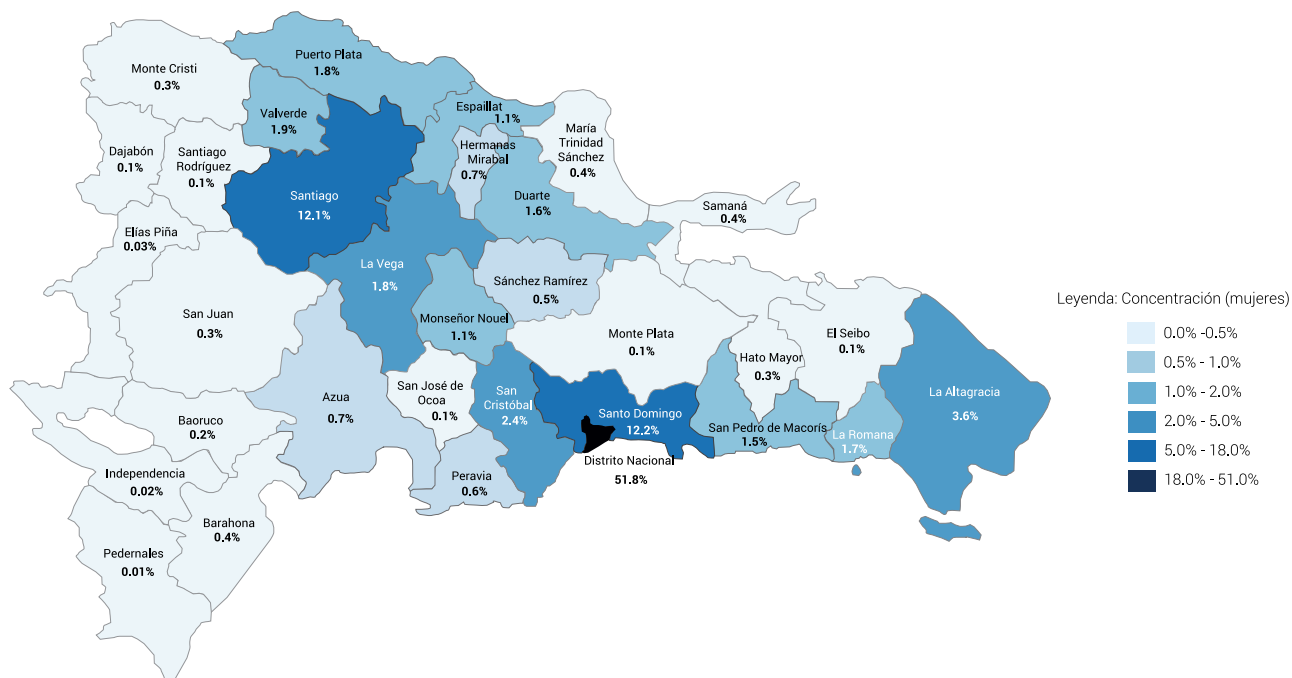 Puerto Plata
1.8%
Monte Cristi
0.3%
Valverde
1.9%
Espaillat
1.1%
María
Trinidad
Sánchez
0.4%
Dajabón
0.1%
Santiago
Rodríguez
0.1%
Hermanas
Mirabal
0.7%
Santiago
12.1%
Duarte
1.6%
Samaná
0.4%
Elías Piña
0.03%
La Vega
1.8%
Sánchez Ramírez
0.5%
San Juan
0.3%
Monseñor Nouel
1.1%
Monte Plata
0.1%
El Seibo
0.1%
Hato Mayor
0.3%
La Altagracia
3.6%
Azua
0.7%
San José de
Ocoa
0.1%
San
Cristóbal
2.4%
Santo Domingo
12.2%
San Pedro de Macorís
1.5%
La Romana
1.7%
Baoruco
0.2%
Distrito Nacional
51.8%
Independencia
0.02%
Peravia
0.6%
Barahona
0.4%
Pedernales
0.01%
Leyenda: Concentración (mujeres)
0.0% -0.5%
0.5% - 1.0%
1.0% - 2.0%
2.0% - 5.0%
5.0% - 18.0%
18.0% - 51.0%